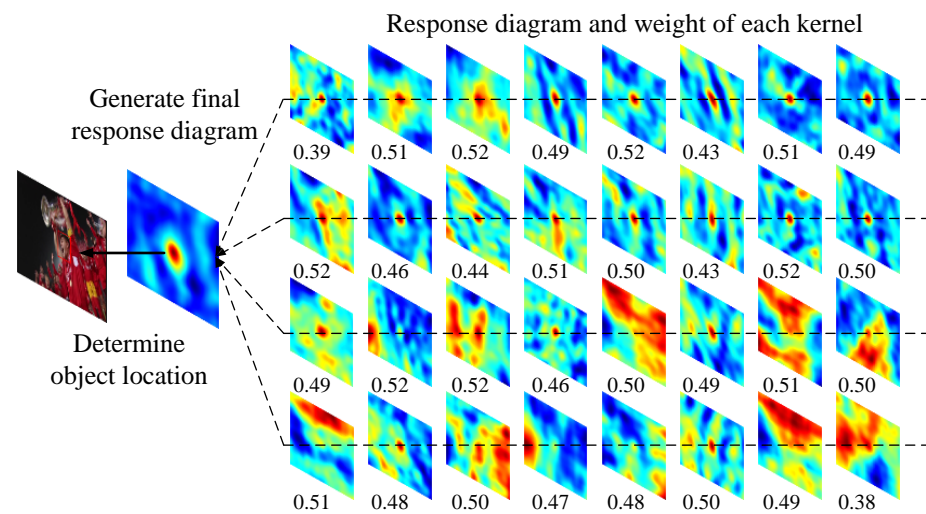 Response diagram and weight of each kernel
Generate final
response diagram
0.39 0.51 0.52 0.49 0.52 0.43 0.51 0.49
0.52 0.46 0.44 0.51 0.50 0.43 0.52 0.50
Determine
object location
0.49 0.52 0.52 0.46 0.50 0.49 0.51 0.50
0.51 0.48 0.50 0.47 0.48 0.50 0.49 0.38